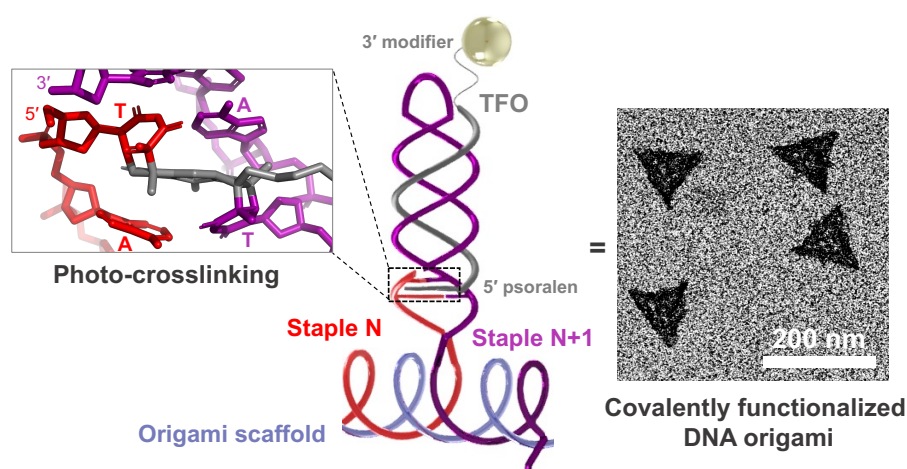 3′ modifier
TFO
3′
5′
T
A
A
T
Photo-crosslinking
5′ psoralen
=
Staple N
Staple N+1
Origami scaffold
200 nm
Covalently functionalized
DNA origami